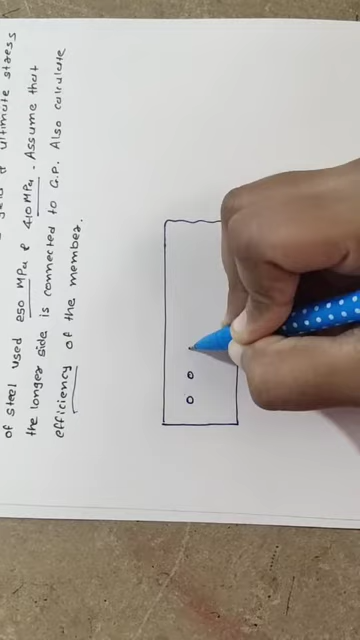 yield & ultimate stress
of steel used 250 MPa & 410 MPa. Assume that
the longer side is connected to G.P. Also calculate
efficiency of the member.